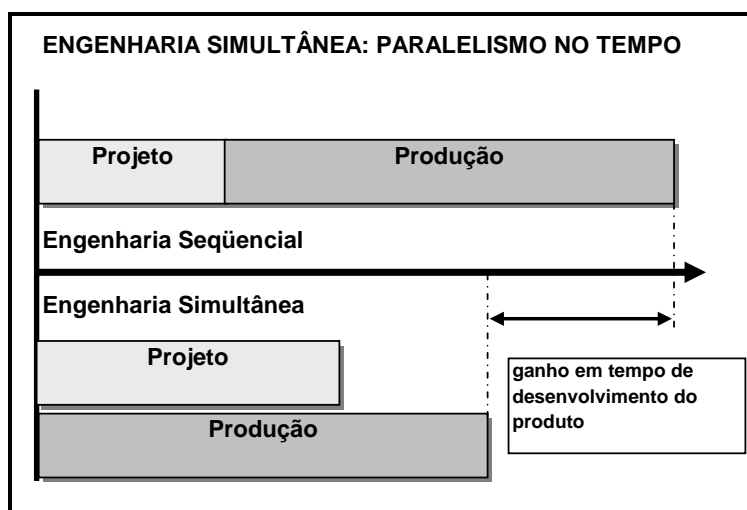 ENGENHARIA SIMULTÂNEA: PARALELISMO NO TEMPO
Projeto
Produção
Engenharia Seqüencial
Engenharia Simultânea
Projeto
ganho em tempo de
desenvolvimento do
produto
Produção